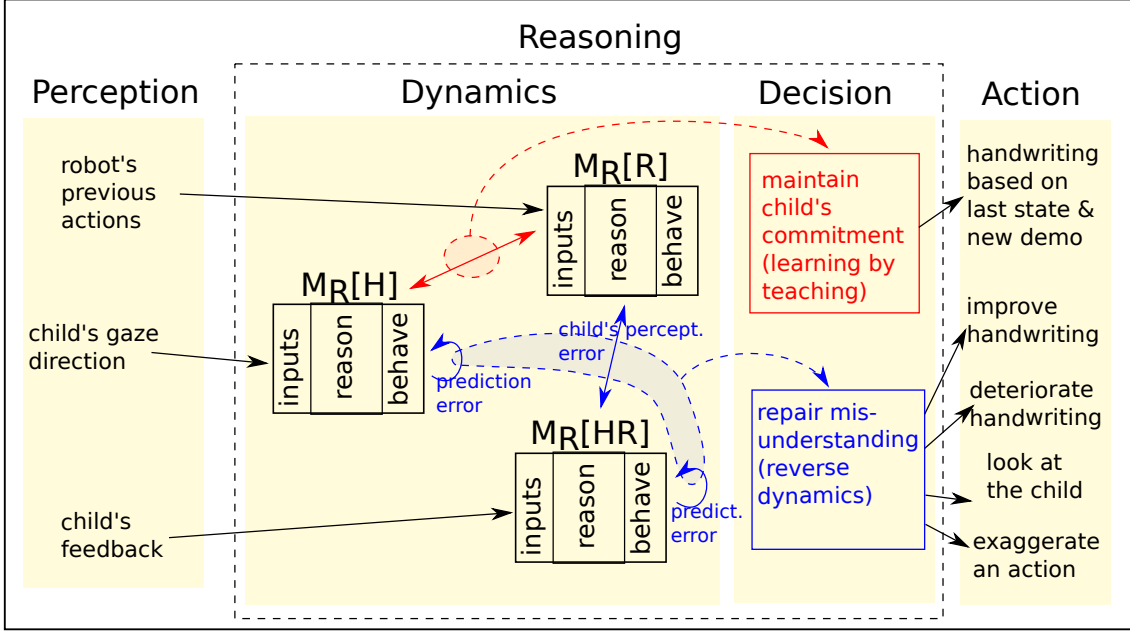 Reasoning
Perception
Dynamics
Decision
Action
robot's
previous
actions
child's gaze
direction
child's
feedback
MR[R]
inputs
reason
behave
MR[H]
inputs
reason
behave
MR[HR]
inputs
reason
behave
child's percept.
error
prediction
error
predict.
error
maintain
child's
commitment
(learning by
teaching)
repair mis-
understanding
(reverse
dynamics)
handwriting
based on
last state &
new demo
improve
handwriting
deteriorate
handwriting
look at
the child
exaggerate
an action